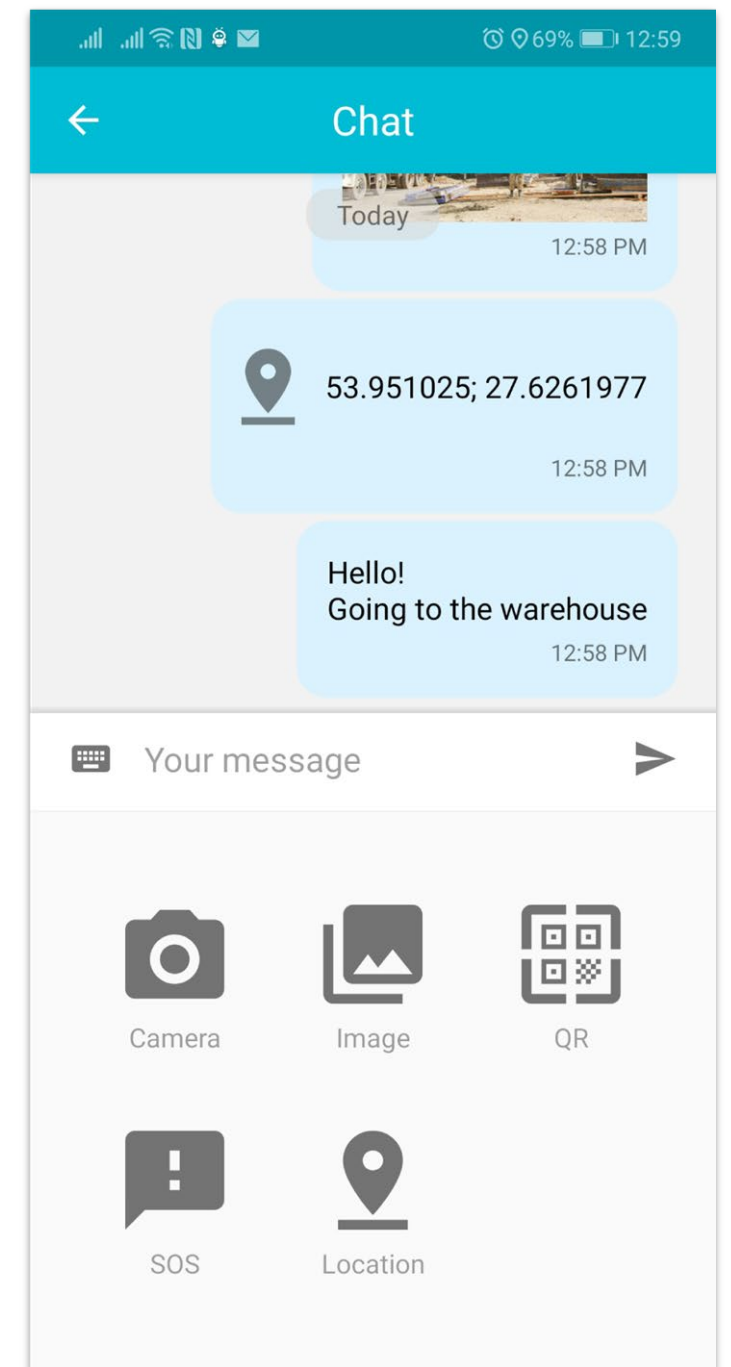 69% 12:59
Chat
Today
12:58 PM
53.951025; 27.6261977
12:58 PM
Hello!
Going to the warehouse
12:58 PM
Your message
Camera Image QR
SOS Location